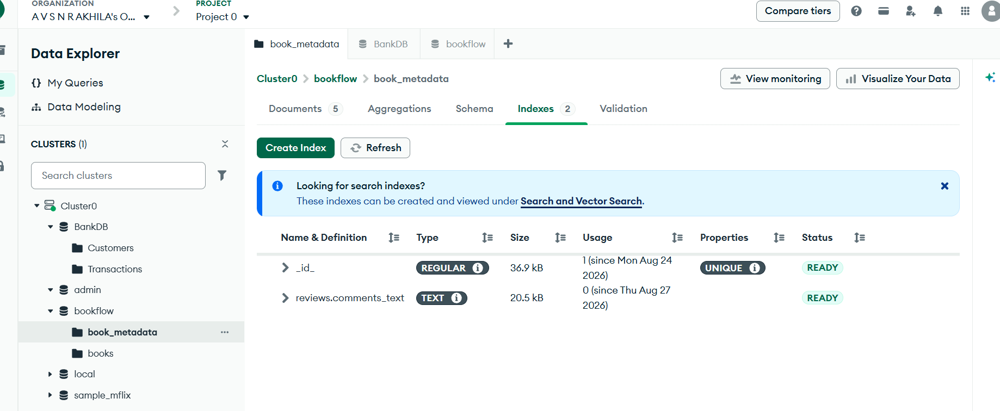 ORGANIZATION
A V S N R AKHILA's O...
PROJECT
Project 0
Compare tiers
Data Explorer
My Queries
Data Modeling
CLUSTERS (1)
Search clusters
Cluster0
BankDB
Customers
Transactions
admin
bookflow
book_metadata
books
local
sample_mflix
book_metadata
BankDB
bookflow
Cluster0 bookflow book_metadata
View monitoring
Visualize Your Data
Documents 5
Aggregations
Schema
Indexes 2
Validation
Create Index
Refresh
Looking for search indexes?
These indexes can be created and viewed under Search and Vector Search.
Name & Definition Type Size Usage Properties Status
_id_ REGULAR 36.9 kB 1 (since Mon Aug 24 2026) UNIQUE READY
reviews.comments_text TEXT 20.5 kB 0 (since Thu Aug 27 2026) READY